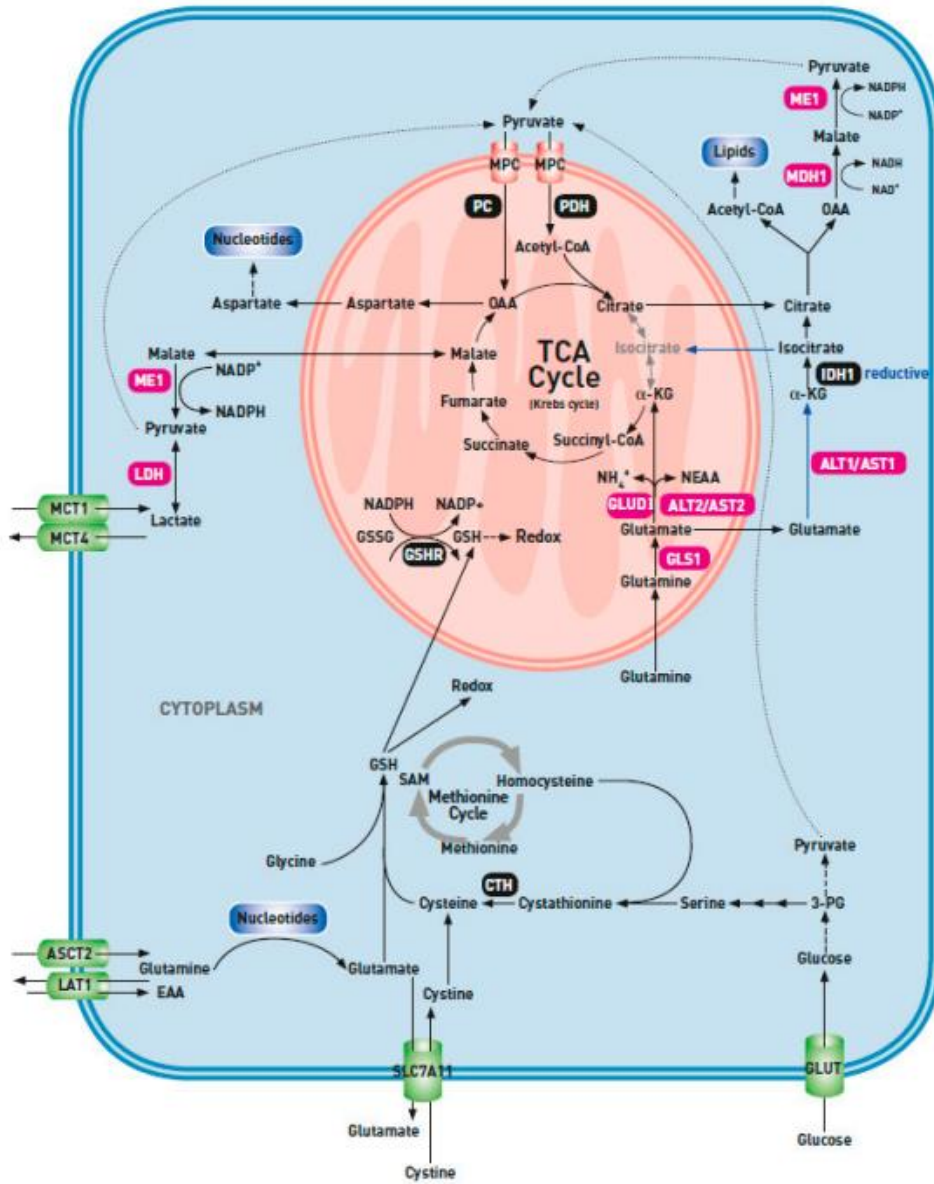 Pyruvate
ME1
NADPH
NADP⁺
Malate
Pyruvate
Lipids
MDH1
NADH
NAD⁺
MPC
MPC
PC
PDH
Acetyl-CoA
OAA
Acetyl-CoA
Nucleotides
Aspartate
Aspartate
OAA
Citrate
Citrate
TCA
Cycle
(Krebs cycle)
Isocitrate
Isocitrate
Malate
Malate
ME1
NADP⁺
NADPH
IDH1 reductive
α-KG
α-KG
Fumarate
Pyruvate
Succinate
Succinyl-CoA
LDH
NH₄⁺
NEAA
ALT1/AST1
MCT1
MCT4
Lactate
NADPH
NADP+
GLUD1
ALT2/AST2
GSSG
GSH
Redox
GSHR
Glutamate
Glutamate
GLS1
Glutamine
Glutamine
Redox
CYTOPLASM
GSH
SAM
Homocysteine
Methionine
Cycle
Methionine
Glycine
Pyruvate
CTH
Cysteine
Cystathionine
Serine
3-PG
Nucleotides
ASCT2
LAT1
Glutamine
EAA
Glutamate
Cystine
Glucose
SLC7A11
GLUT
Glutamate
Cystine
Glucose